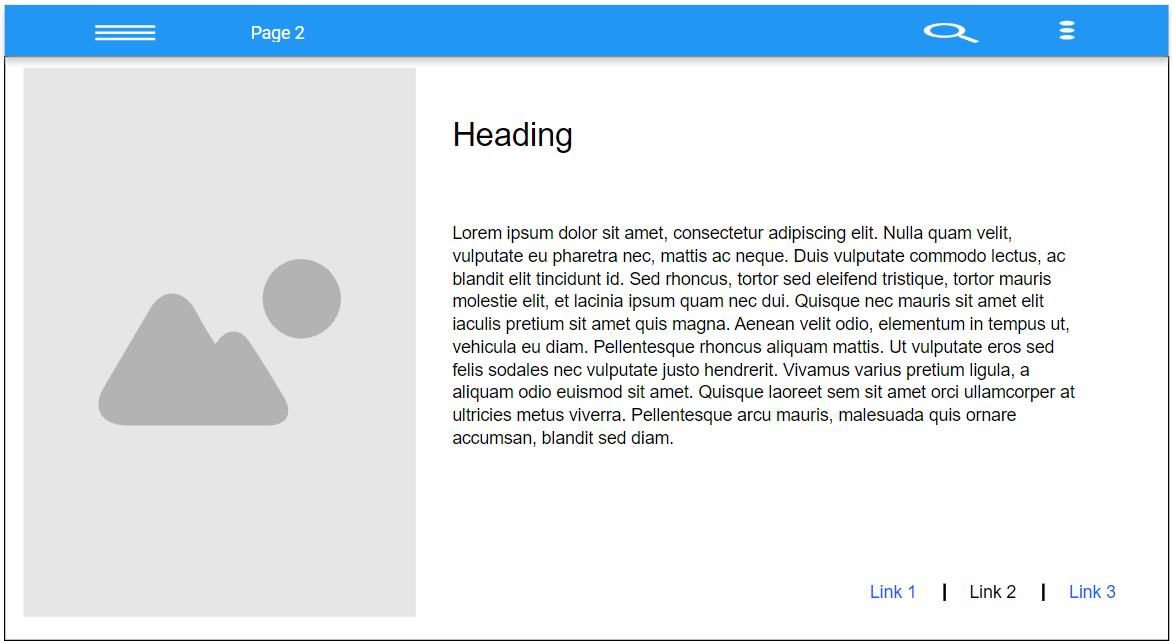 Page 2
Heading
Lorem ipsum dolor sit amet, consectetur adipiscing elit. Nulla quam velit,
vulputate eu pharetra nec, mattis ac neque. Duis vulputate commodo lectus, ac
blandit elit tincidunt id. Sed rhoncus, tortor sed eleifend tristique, tortor mauris
molestie elit, et lacinia ipsum quam nec dui. Quisque nec mauris sit amet elit
iaculis pretium sit amet quis magna. Aenean velit odio, elementum in tempus ut,
vehicula eu diam. Pellentesque rhoncus aliquam mattis. Ut vulputate eros sed
felis sodales nec vulputate justo hendrerit. Vivamus varius pretium ligula, a
aliquam odio euismod sit amet. Quisque laoreet sem sit amet orci ullamcorper at
ultricies metus viverra. Pellentesque arcu mauris, malesuada quis ornare
accumsan, blandit sed diam.
Link 1 | Link 2 | Link 3